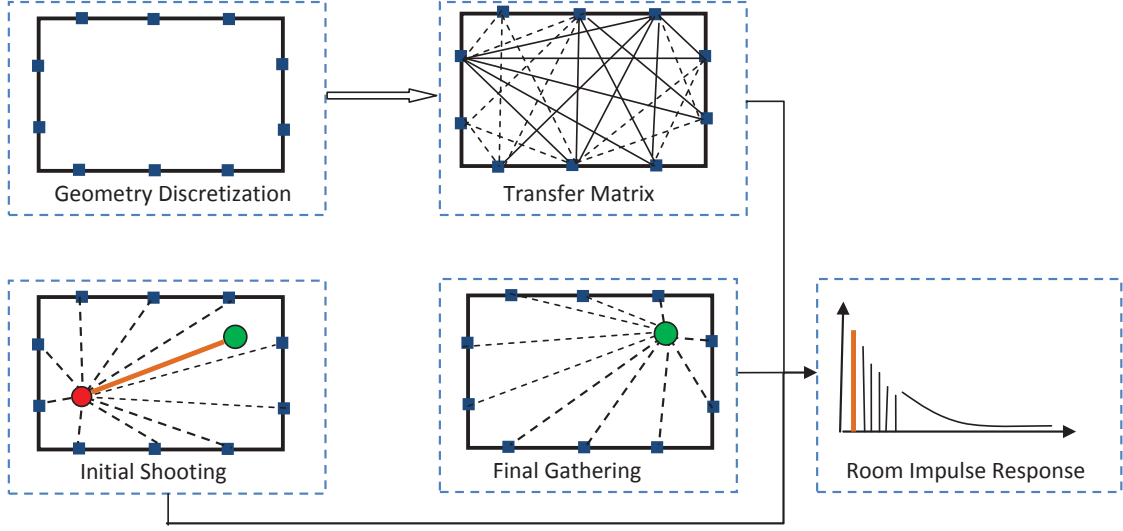 Geometry Discretization
Transfer Matrix
Initial Shooting
Final Gathering
Room Impulse Response